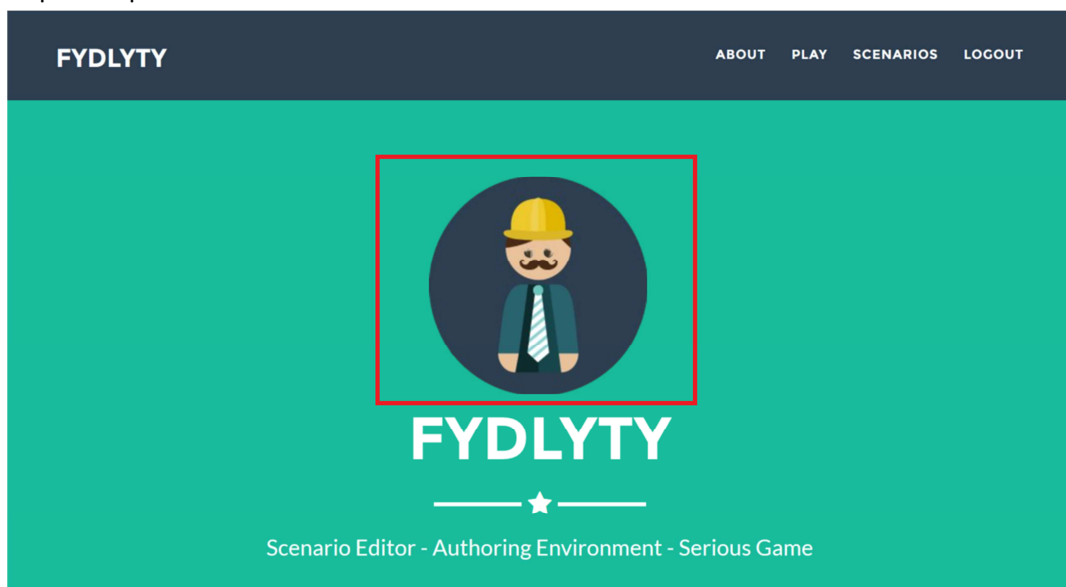 FYDLYTY
ABOUT PLAY SCENARIOS LOGOUT
FYDLYTY
Scenario Editor - Authoring Environment - Serious Game